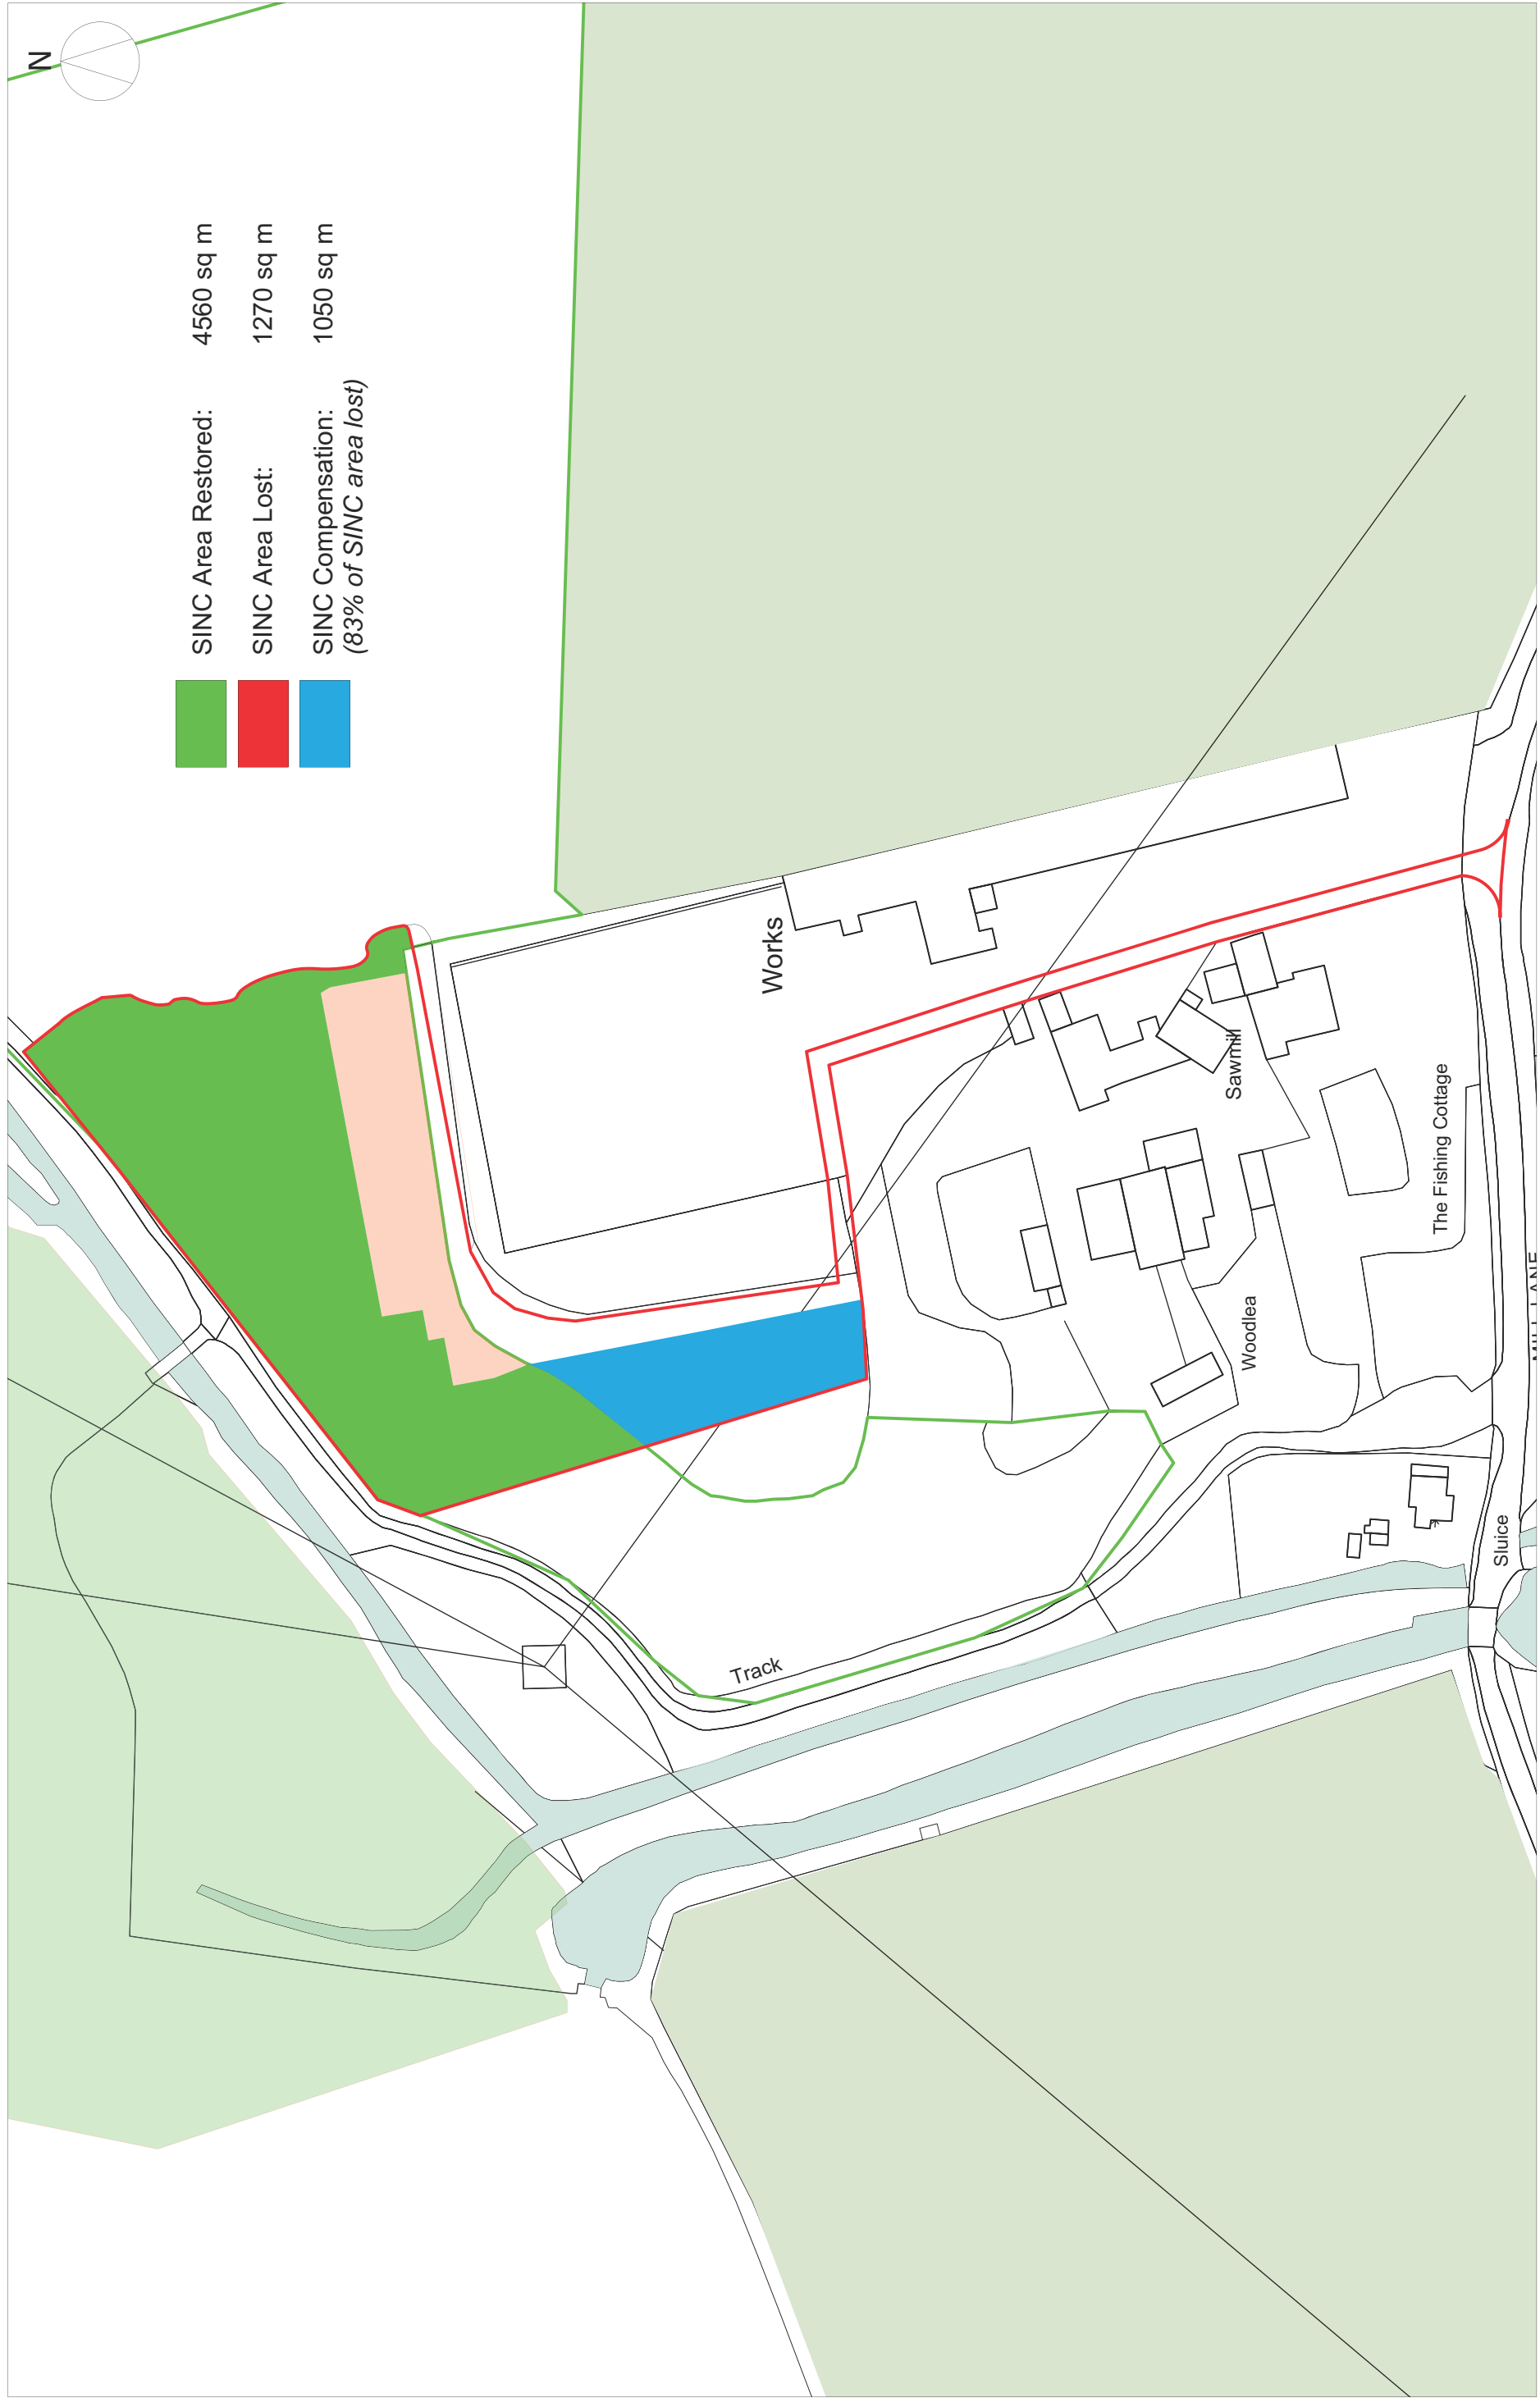 N
SINC Area Restored: 4560 sq m
SINC Area Lost: 1270 sq m
SINC Compensation: 1050 sq m
(83% of SINC area lost)
Works
Sawmill
The Fishing Cottage
Woodlea
Track
Sluice